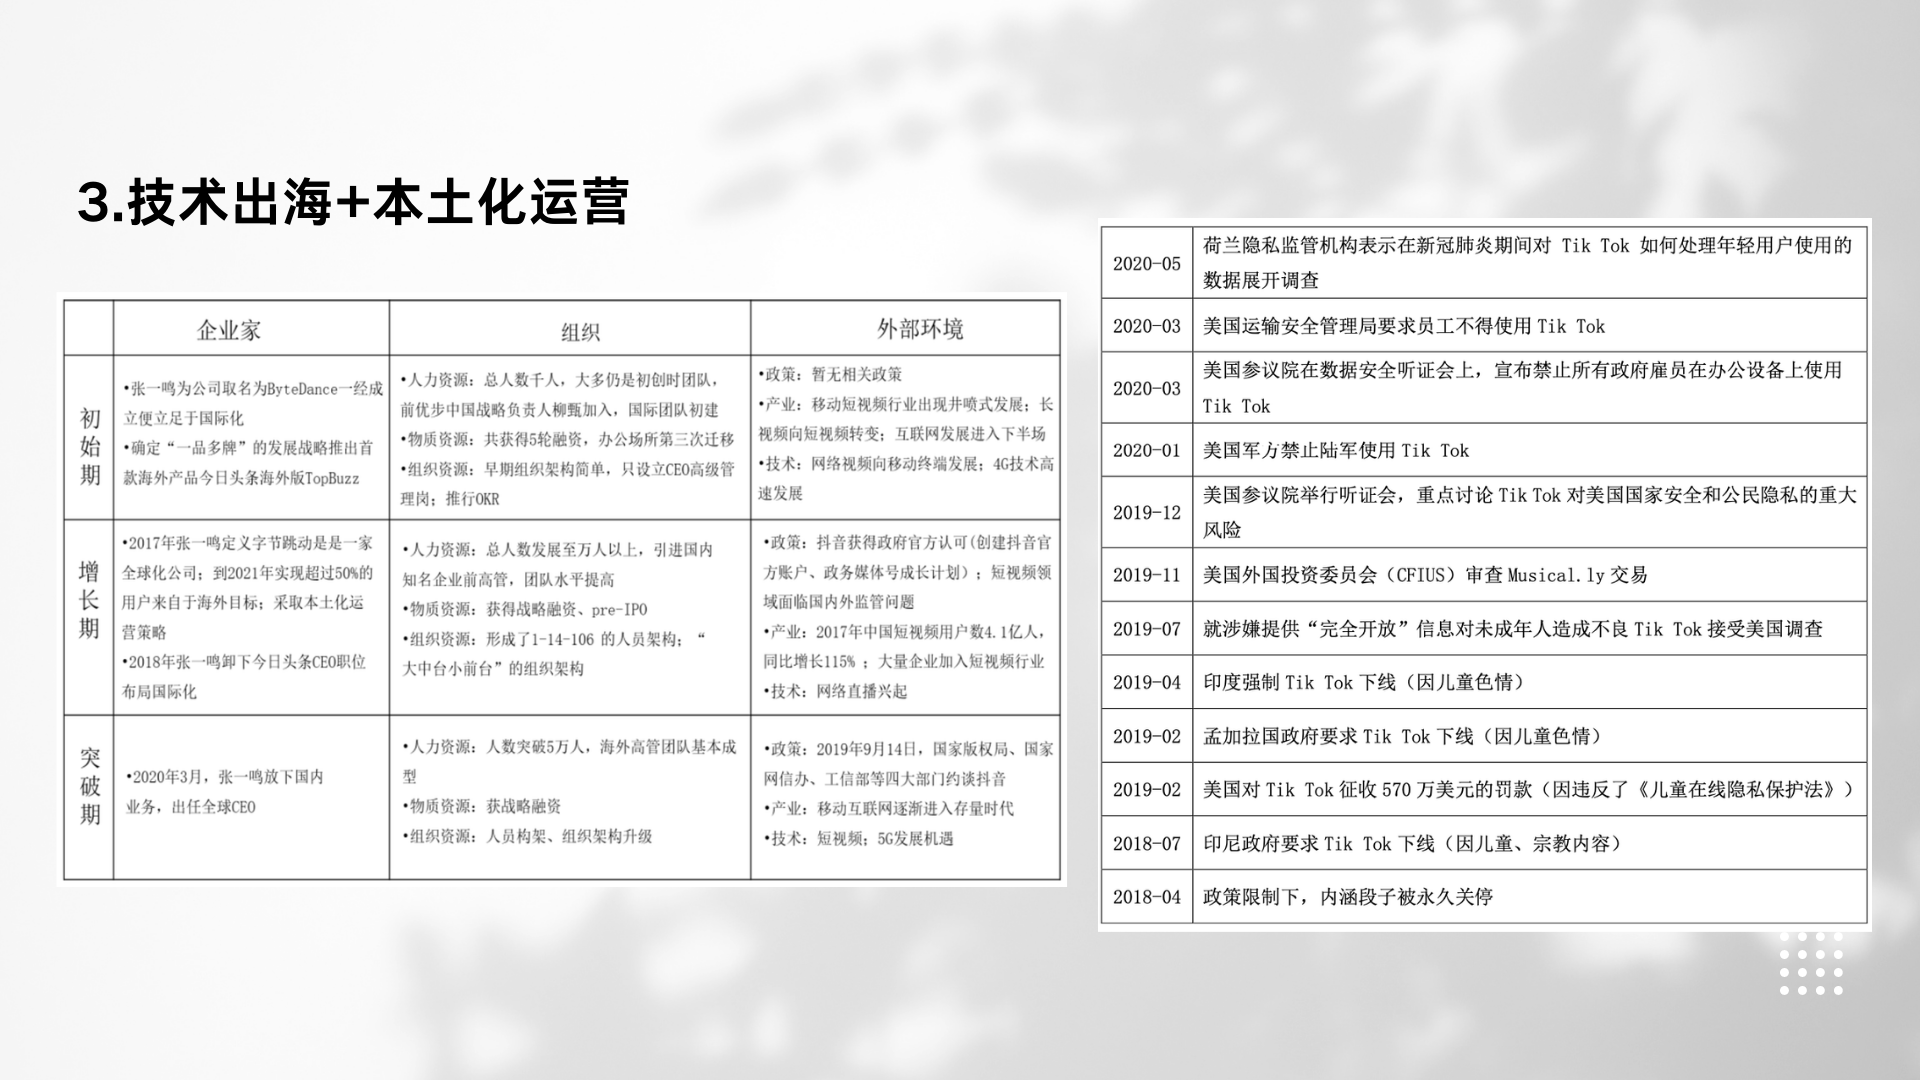 3.技术出海+本土化运营
企业家
组织
外部环境
初始期
•张一鸣为公司取名为ByteDance一经成
立便立足于国际化
•确定“一品多牌”的发展战略推出首
款海外产品今日头条海外版TopBuzz
•人力资源：总人数千人，大多仍是初创时团队，
前优步中国战略负责人柳甄加入，国际团队初建
•物质资源：共获得5轮融资，办公场所第三次迁移
•组织资源：早期组织架构简单，只设立CEO高级管
理岗；推行OKR
•政策：暂无相关政策
•产业：移动短视频行业出现井喷式发展；长
视频向短视频转变；互联网发展进入下半场
•技术：网络视频向移动终端发展；4G技术高
速发展
增长期
•2017年张一鸣定义字节跳动是是一家
全球化公司；到2021年实现超过50%的
用户来自于海外目标；采取本土化运
营策略
•2018年张一鸣卸下今日头条CEO职位
布局国际化
•人力资源：总人数发展至万人以上，引进国内
知名企业前高管，团队水平提高
•物质资源：获得战略融资、pre-IPO
•组织资源：形成了1-14-106 的人员架构；“
大中台小前台”的组织架构
•政策：抖音获得政府官方认可(创建抖音官
方账户、政务媒体号成长计划）；短视频领
域面临国内外监管问题
•产业：2017年中国短视频用户数4.1亿人，
同比增长115% ；大量企业加入短视频行业
•技术：网络直播兴起
突破期
•2020年3月，张一鸣放下国内
业务，出任全球CEO
•人力资源：人数突破5万人，海外高管团队基本成
型
•物质资源：获战略融资
•组织资源：人员构架、组织架构升级
•政策：2019年9月14日，国家版权局、国家
网信办、工信部等四大部门约谈抖音
•产业：移动互联网逐渐进入存量时代
•技术：短视频；5G发展机遇
2020-05
荷兰隐私监管机构表示在新冠肺炎期间对 Tik Tok 如何处理年轻用户使用的
数据展开调查
2020-03
美国运输安全管理局要求员工不得使用 Tik Tok
2020-03
美国参议院在数据安全听证会上，宣布禁止所有政府雇员在办公设备上使用
Tik Tok
2020-01
美国军方禁止陆军使用 Tik Tok
2019-12
美国参议院举行听证会，重点讨论 Tik Tok 对美国国家安全和公民隐私的重大
风险
2019-11
美国外国投资委员会（CFIUS）审查 Musical.ly 交易
2019-07
就涉嫌提供“完全开放”信息对未成年人造成不良 Tik Tok 接受美国调查
2019-04
印度强制 Tik Tok 下线（因儿童色情）
2019-02
孟加拉国政府要求 Tik Tok 下线（因儿童色情）
2019-02
美国对 Tik Tok 征收 570 万美元的罚款（因违反了《儿童在线隐私保护法》）
2018-07
印尼政府要求 Tik Tok 下线（因儿童、宗教内容）
2018-04
政策限制下，内涵段子被永久关停